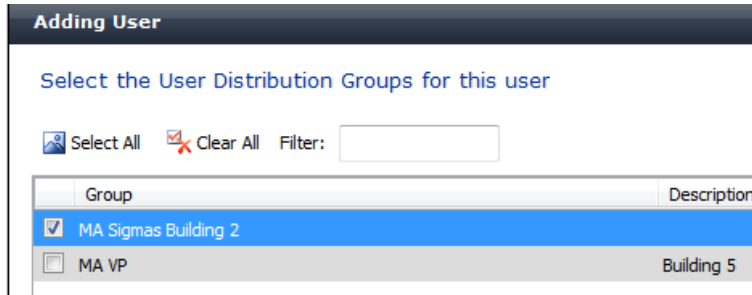 Adding User
Select the User Distribution Groups for this user
Select All Clear All Filter:
Group Description
MA Sigmas Building 2
MA VP Building 5